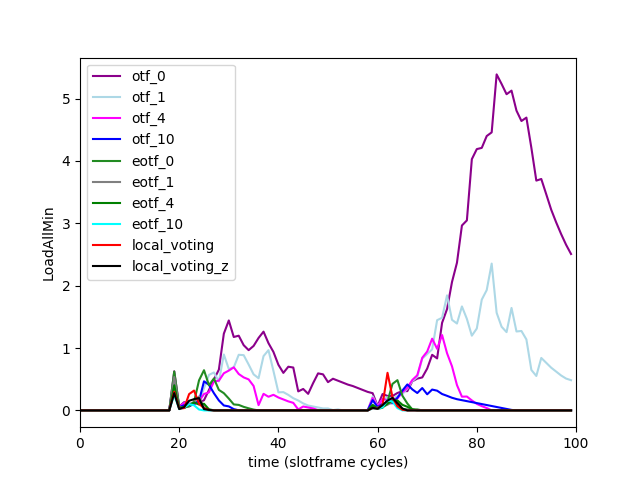 otf_0
otf_1
otf_4
otf_10
eotf_0
eotf_1
eotf_4
eotf_10
local_voting
local_voting_z
LoadAllMin
5
4
3
2
1
0
0 20 40 60 80 100
time (slotframe cycles)